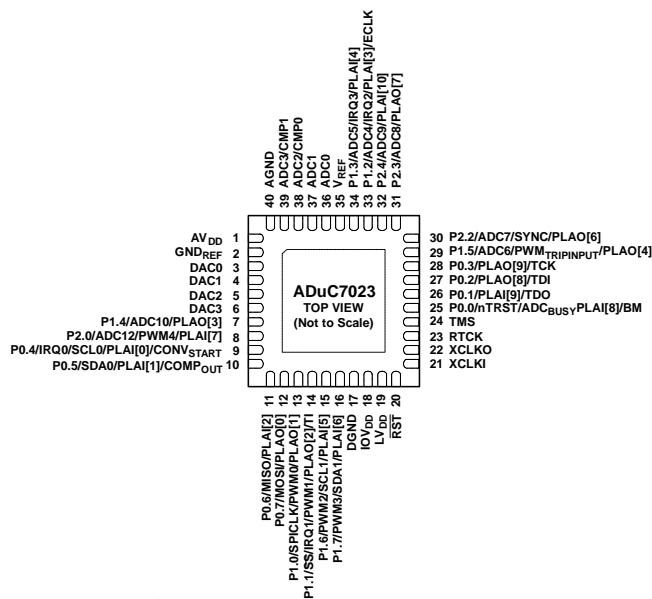 40 AGND
39 ADC3/CMP1
38 ADC2/CMP0
37 ADC1
36 ADC0
35 VREF
34 P1.3/ADC5/IRQ3/PLAI[4]
33 P1.2/ADC4/IRQ2/PLAI[3]/ECLK
32 P2.4/ADC9/PLAI[10]
31 P2.3/ADC8/PLAO[7]
AVDD 1
GNDREF 2
DAC0 3
DAC1 4
DAC2 5
DAC3 6
P1.4/ADC10/PLAO[3] 7
P2.0/ADC12/PWM4/PLAI[7] 8
P0.4/IRQ0/SCL0/PLAI[0]/CONVSTART 9
P0.5/SDA0/PLAI[1]/COMPOUT 10
ADuC7023
TOP VIEW
(Not to Scale)
30 P2.2/ADC7/SYNC/PLAO[6]
29 P1.5/ADC6/PWMTRIPINPUT/PLAO[4]
28 P0.3/PLAO[9]/TCK
27 P0.2/PLAO[8]/TDI
26 P0.1/PLAI[9]/TDO
25 P0.0/nTRST/ADCBUSYPLAI[8]/BM
24 TMS
23 RTCK
22 XCLKO
21 XCLKI
P0.6/MISO/PLAI[2] 11
P0.7/MOSI/PLAO[0] 12
P1.0/SPICLK/PWM0/PLAO[1] 13
P1.1/SS/IRQ1/PWM1/PLAO[2]/TI 14
P1.6/PWM2/SCL1/PLAI[5] 15
P1.7/PWM3/SDA1/PLAI[6] 16
DGND 17
IOVDD 18
LVDD 19
RST 20